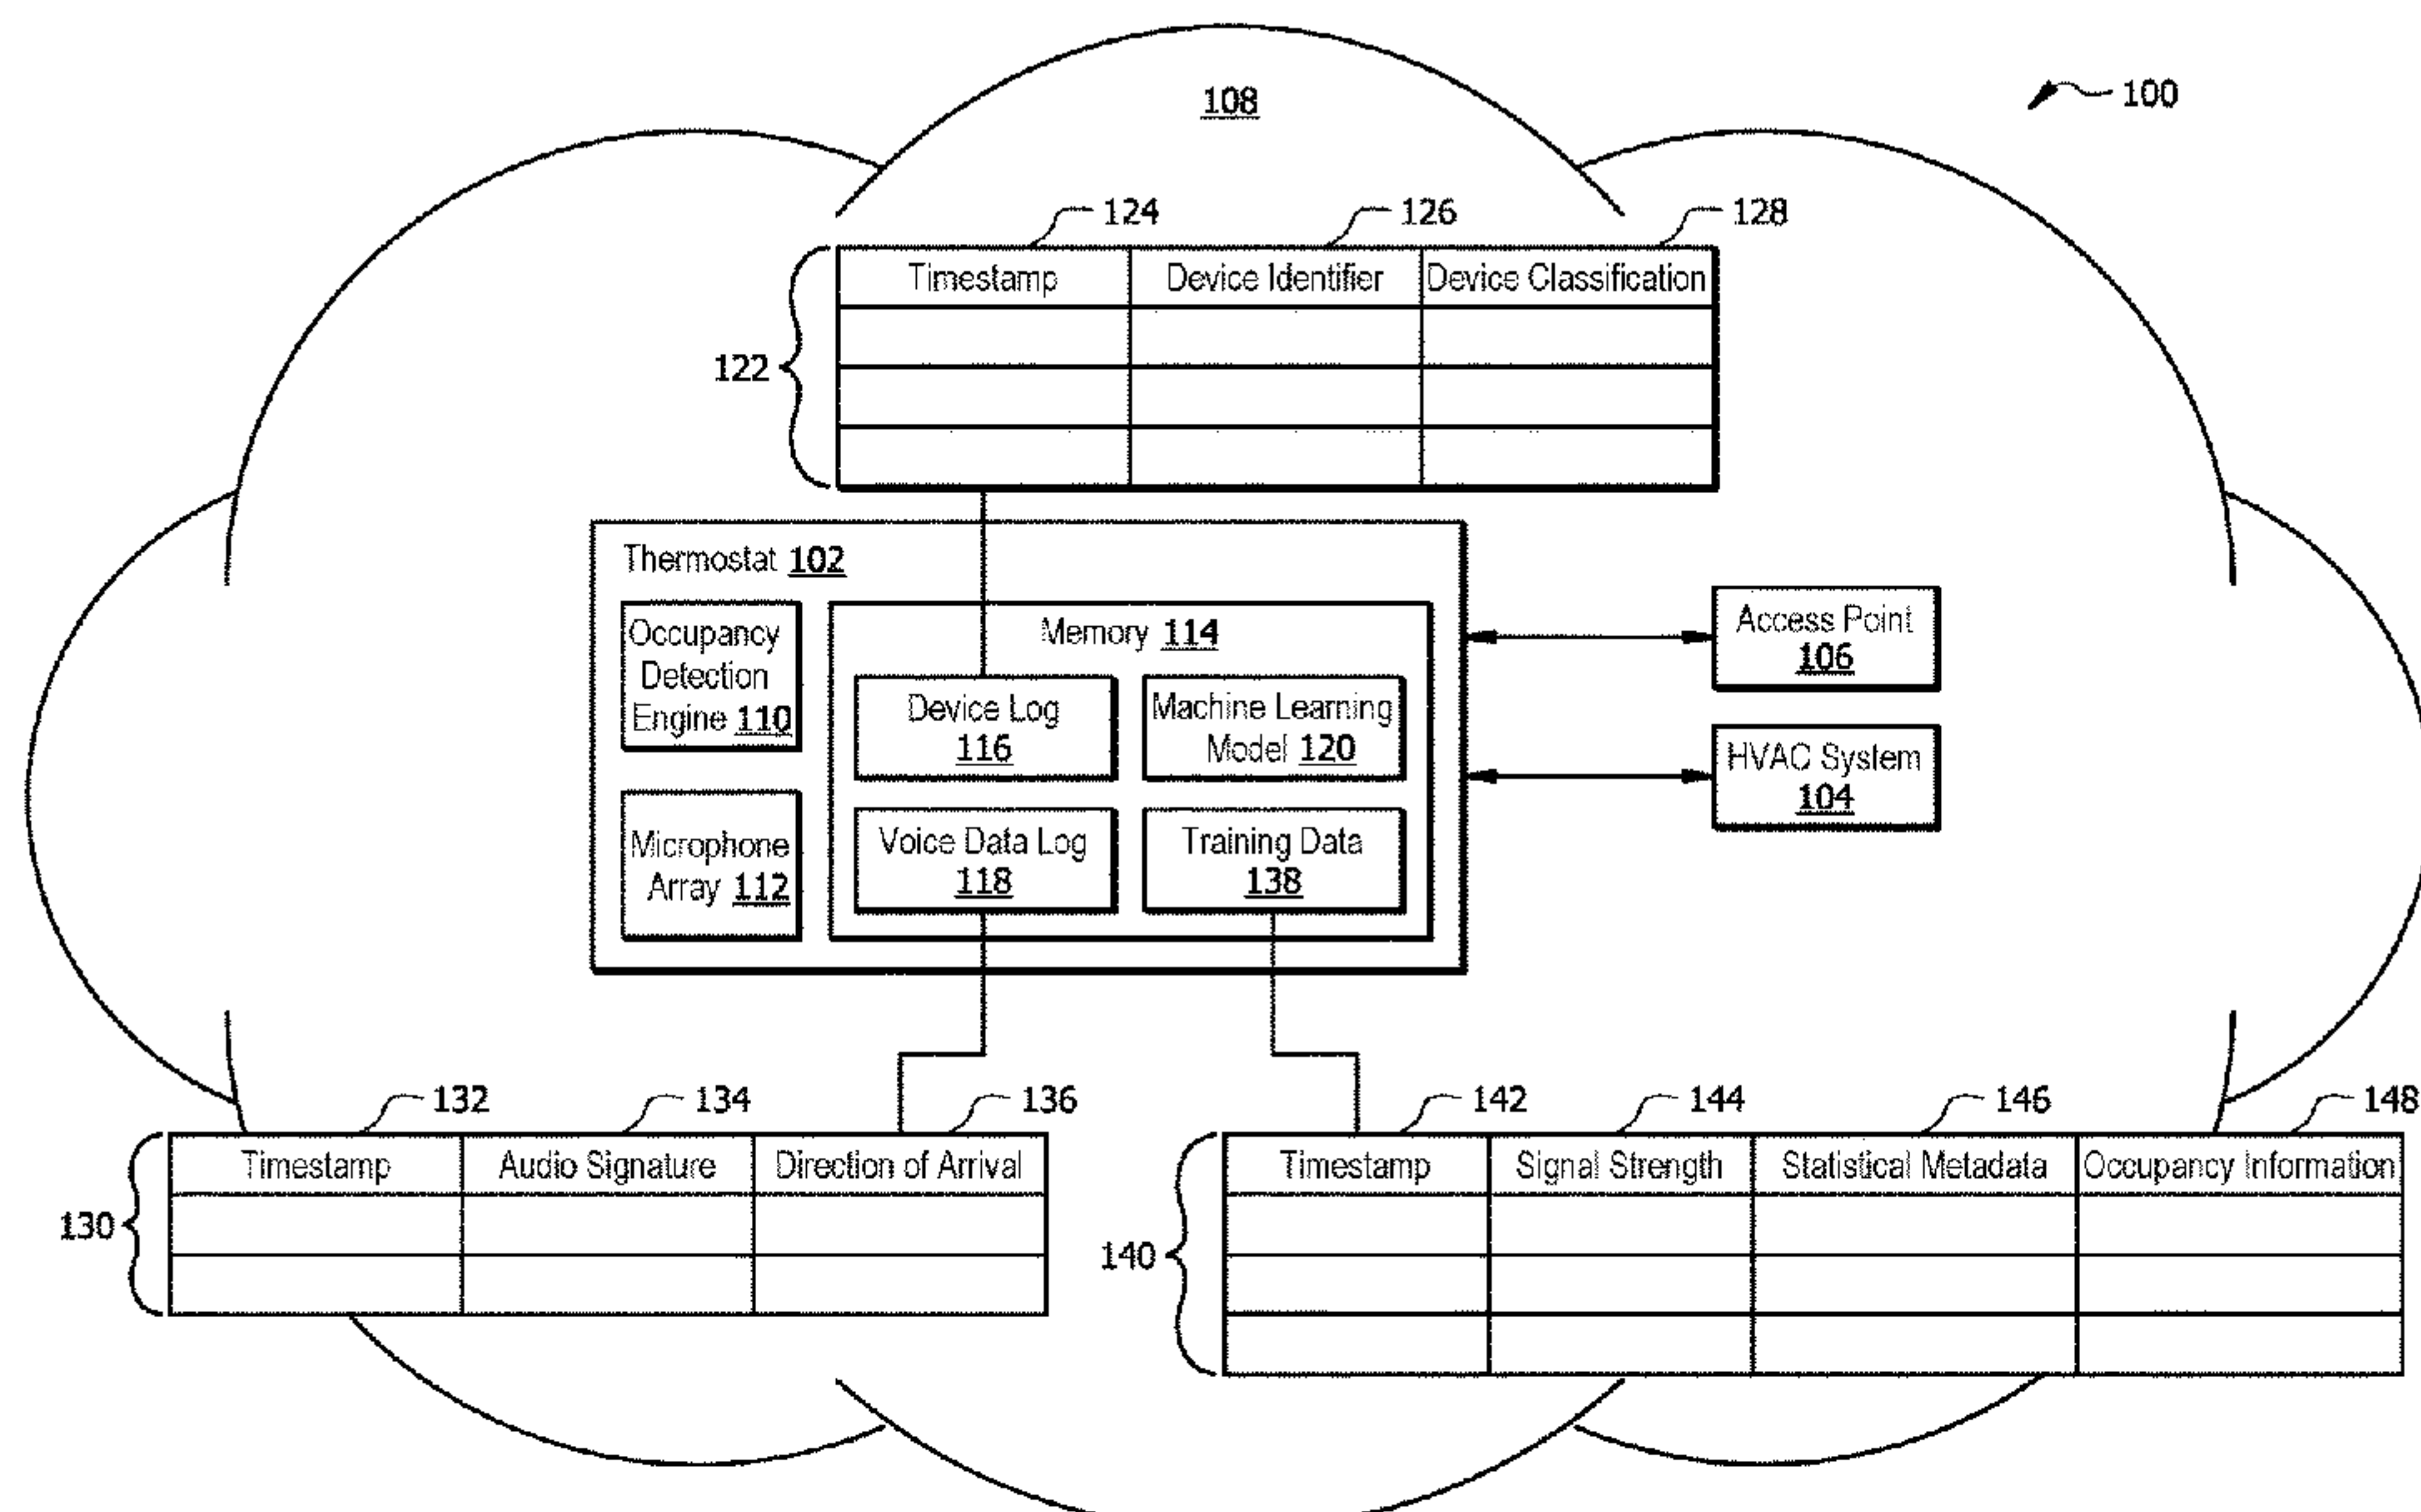 108
100
124
126
128
Timestamp
Device Identifier
Device Classification
122
Thermostat 102
Occupancy
Detection
Engine 110
Microphone
Array 112
Memory 114
Device Log
116
Machine Learning
Model 120
Voice Data Log
118
Training Data
138
Access Point
106
HVAC System
104
132
134
136
Timestamp
Audio Signature
Direction of Arrival
130
142
144
146
148
Timestamp
Signal Strength
Statistical Metadata
Occupancy Information
140